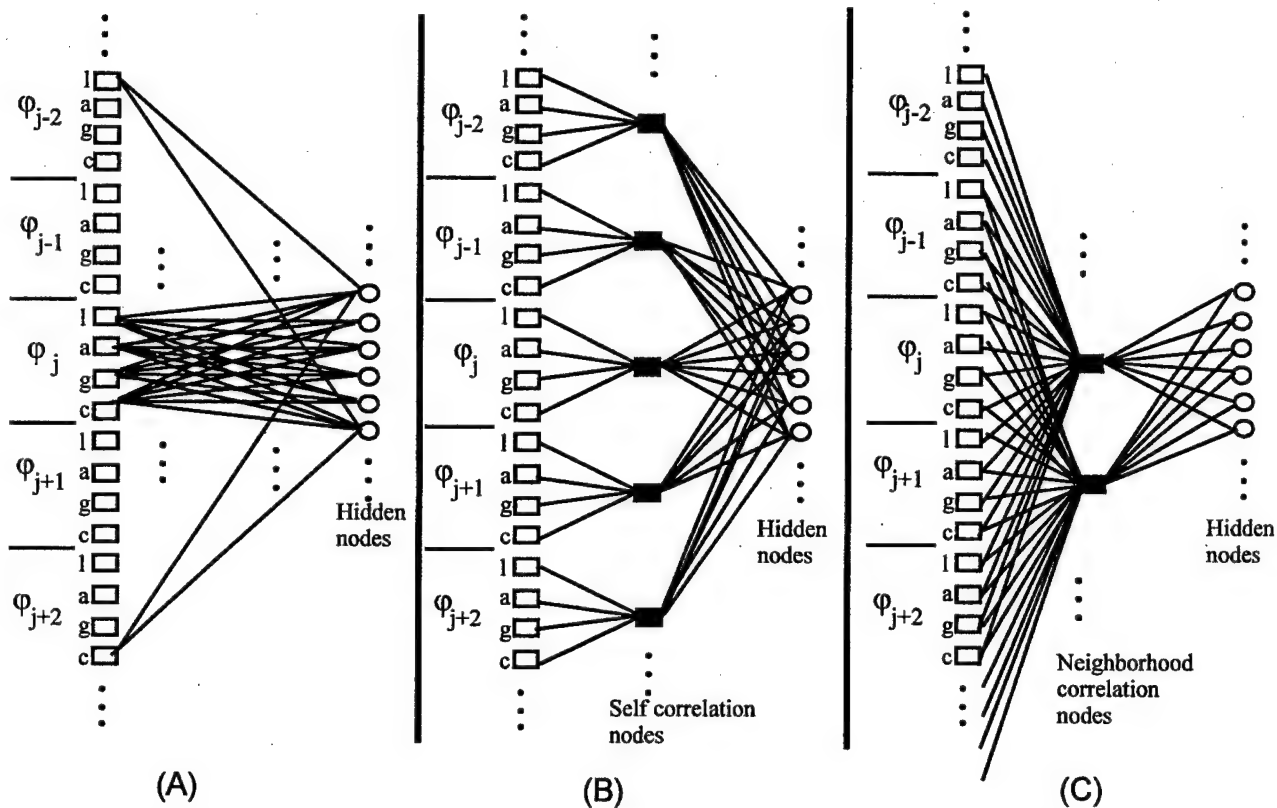 φj-2
l
a
g
c
φj-1
l
a
g
c
φj
l
a
g
c
φj+1
l
a
g
c
φj+2
l
a
g
c
Hidden
nodes
(A)
φj-2
l
a
g
c
φj-1
l
a
g
c
φj
l
a
g
c
φj+1
l
a
g
c
φj+2
l
a
g
c
Self correlation
nodes
Hidden
nodes
(B)
φj-2
l
a
g
c
φj-1
l
a
g
c
φj
l
a
g
c
φj+1
l
a
g
c
φj+2
l
a
g
c
Neighborhood
correlation
nodes
Hidden
nodes
(C)